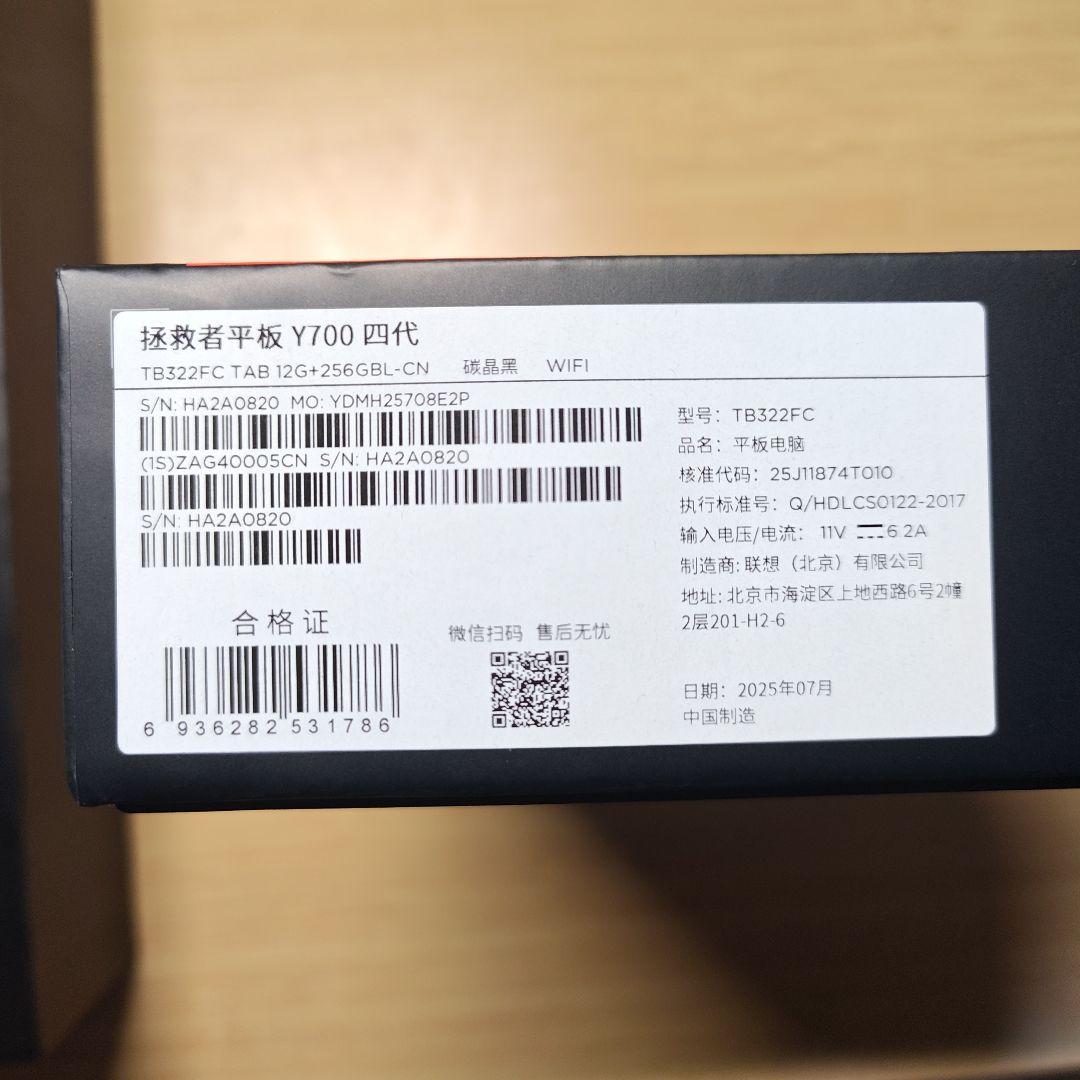 拯救者平板 Y700 四代
TB322FC TAB 12G+256GBL-CN 碳晶黑 WIFI
S/N: HA2A0820 MO: YDMH25708E2P
(1S)ZAG40005CN S/N: HA2A0820
S/N: HA2A0820
合格证
6 936282 531786
微信扫码 售后无忧
型号: TB322FC
品名: 平板电脑
核准代码: 25J11874T010
执行标准号: Q/HDLCS0122-2017
输入电压/电流: 11V ⎓6.2A
制造商: 联想（北京）有限公司
地址: 北京市海淀区上地西路6号2幢
2层201-H2-6
日期: 2025年07月
中国制造